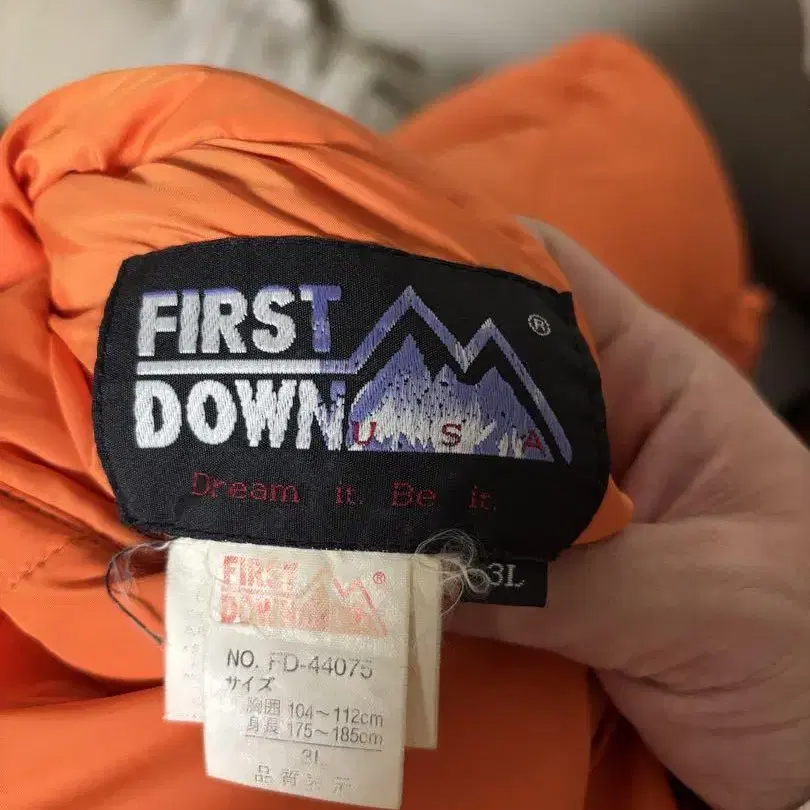 FIRST
DOWN
®
USA
Dream it. Be it.
3L
FIRST
DOWN
®
NO. FD-44075
サイズ
胸囲 104〜112cm
身長 175〜185cm
3L
品質表示